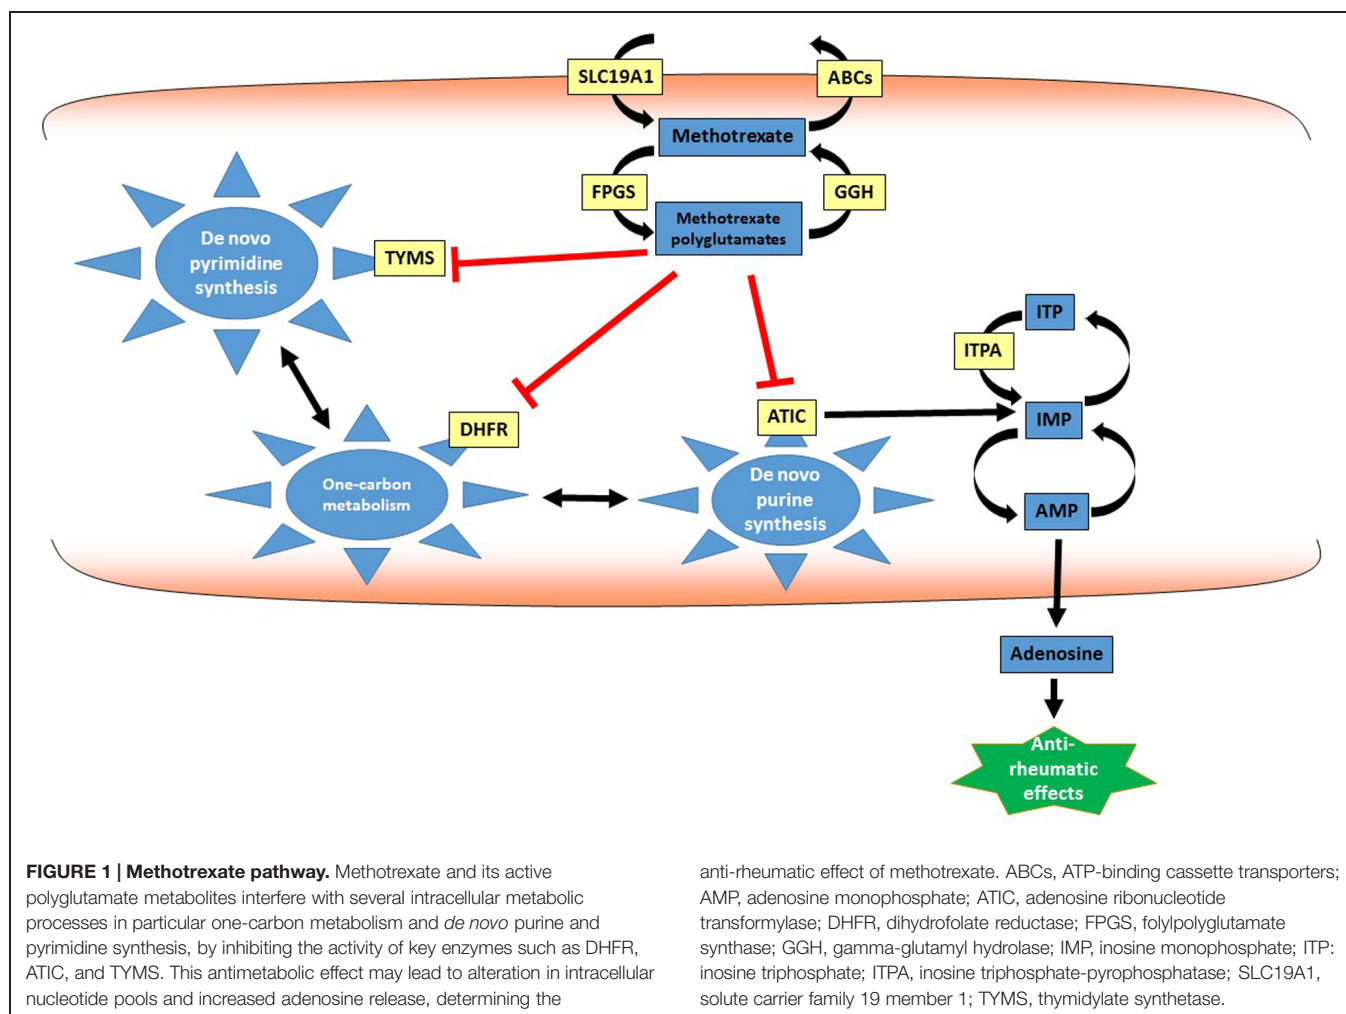 SLC19A1
ABCs
Methotrexate
FPGS
GGH
Methotrexate
polyglutamates
De novo
pyrimidine
synthesis
TYMS
ITP
ITPA
DHFR
ATIC
IMP
One-carbon
metabolism
De novo
purine
synthesis
AMP
Adenosine
Anti-
rheumatic
effects
FIGURE 1 | Methotrexate pathway. Methotrexate and its active
polyglutamate metabolites interfere with several intracellular metabolic
processes in particular one-carbon metabolism and de novo purine and
pyrimidine synthesis, by inhibiting the activity of key enzymes such as DHFR,
ATIC, and TYMS. This antimetabolic effect may lead to alteration in intracellular
nucleotide pools and increased adenosine release, determining the
anti-rheumatic effect of methotrexate. ABCs, ATP-binding cassette transporters;
AMP, adenosine monophosphate; ATIC, adenosine ribonucleotide
transformylase; DHFR, dihydrofolate reductase; FPGS, folylpolyglutamate
synthase; GGH, gamma-glutamyl hydrolase; IMP, inosine monophosphate; ITP:
inosine triphosphate; ITPA, inosine triphosphate-pyrophosphatase; SLC19A1,
solute carrier family 19 member 1; TYMS, thymidylate synthetase.